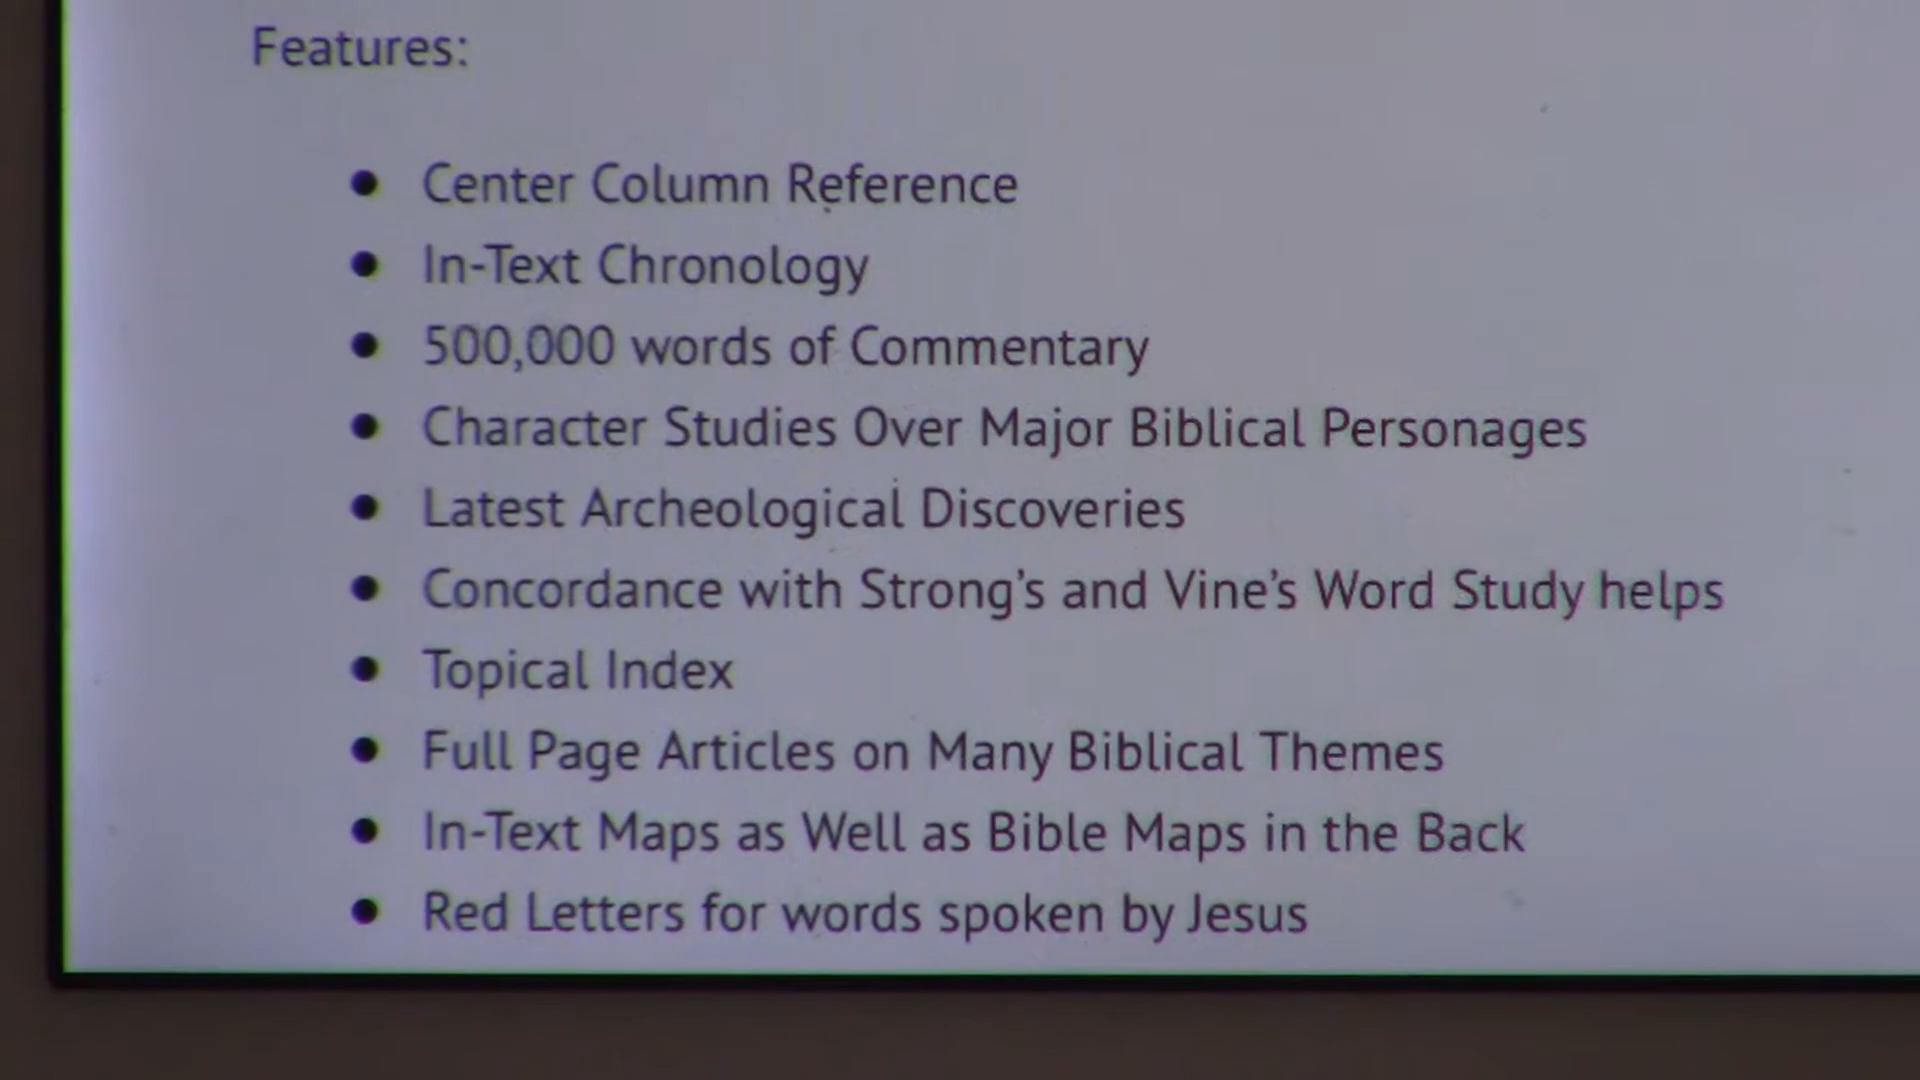 Features:
● Center Column Reference
● In-Text Chronology
● 500,000 words of Commentary
● Character Studies Over Major Biblical Personages
● Latest Archeological Discoveries
● Concordance with Strong’s and Vine’s Word Study helps
● Topical Index
● Full Page Articles on Many Biblical Themes
● In-Text Maps as Well as Bible Maps in the Back
● Red Letters for words spoken by Jesus